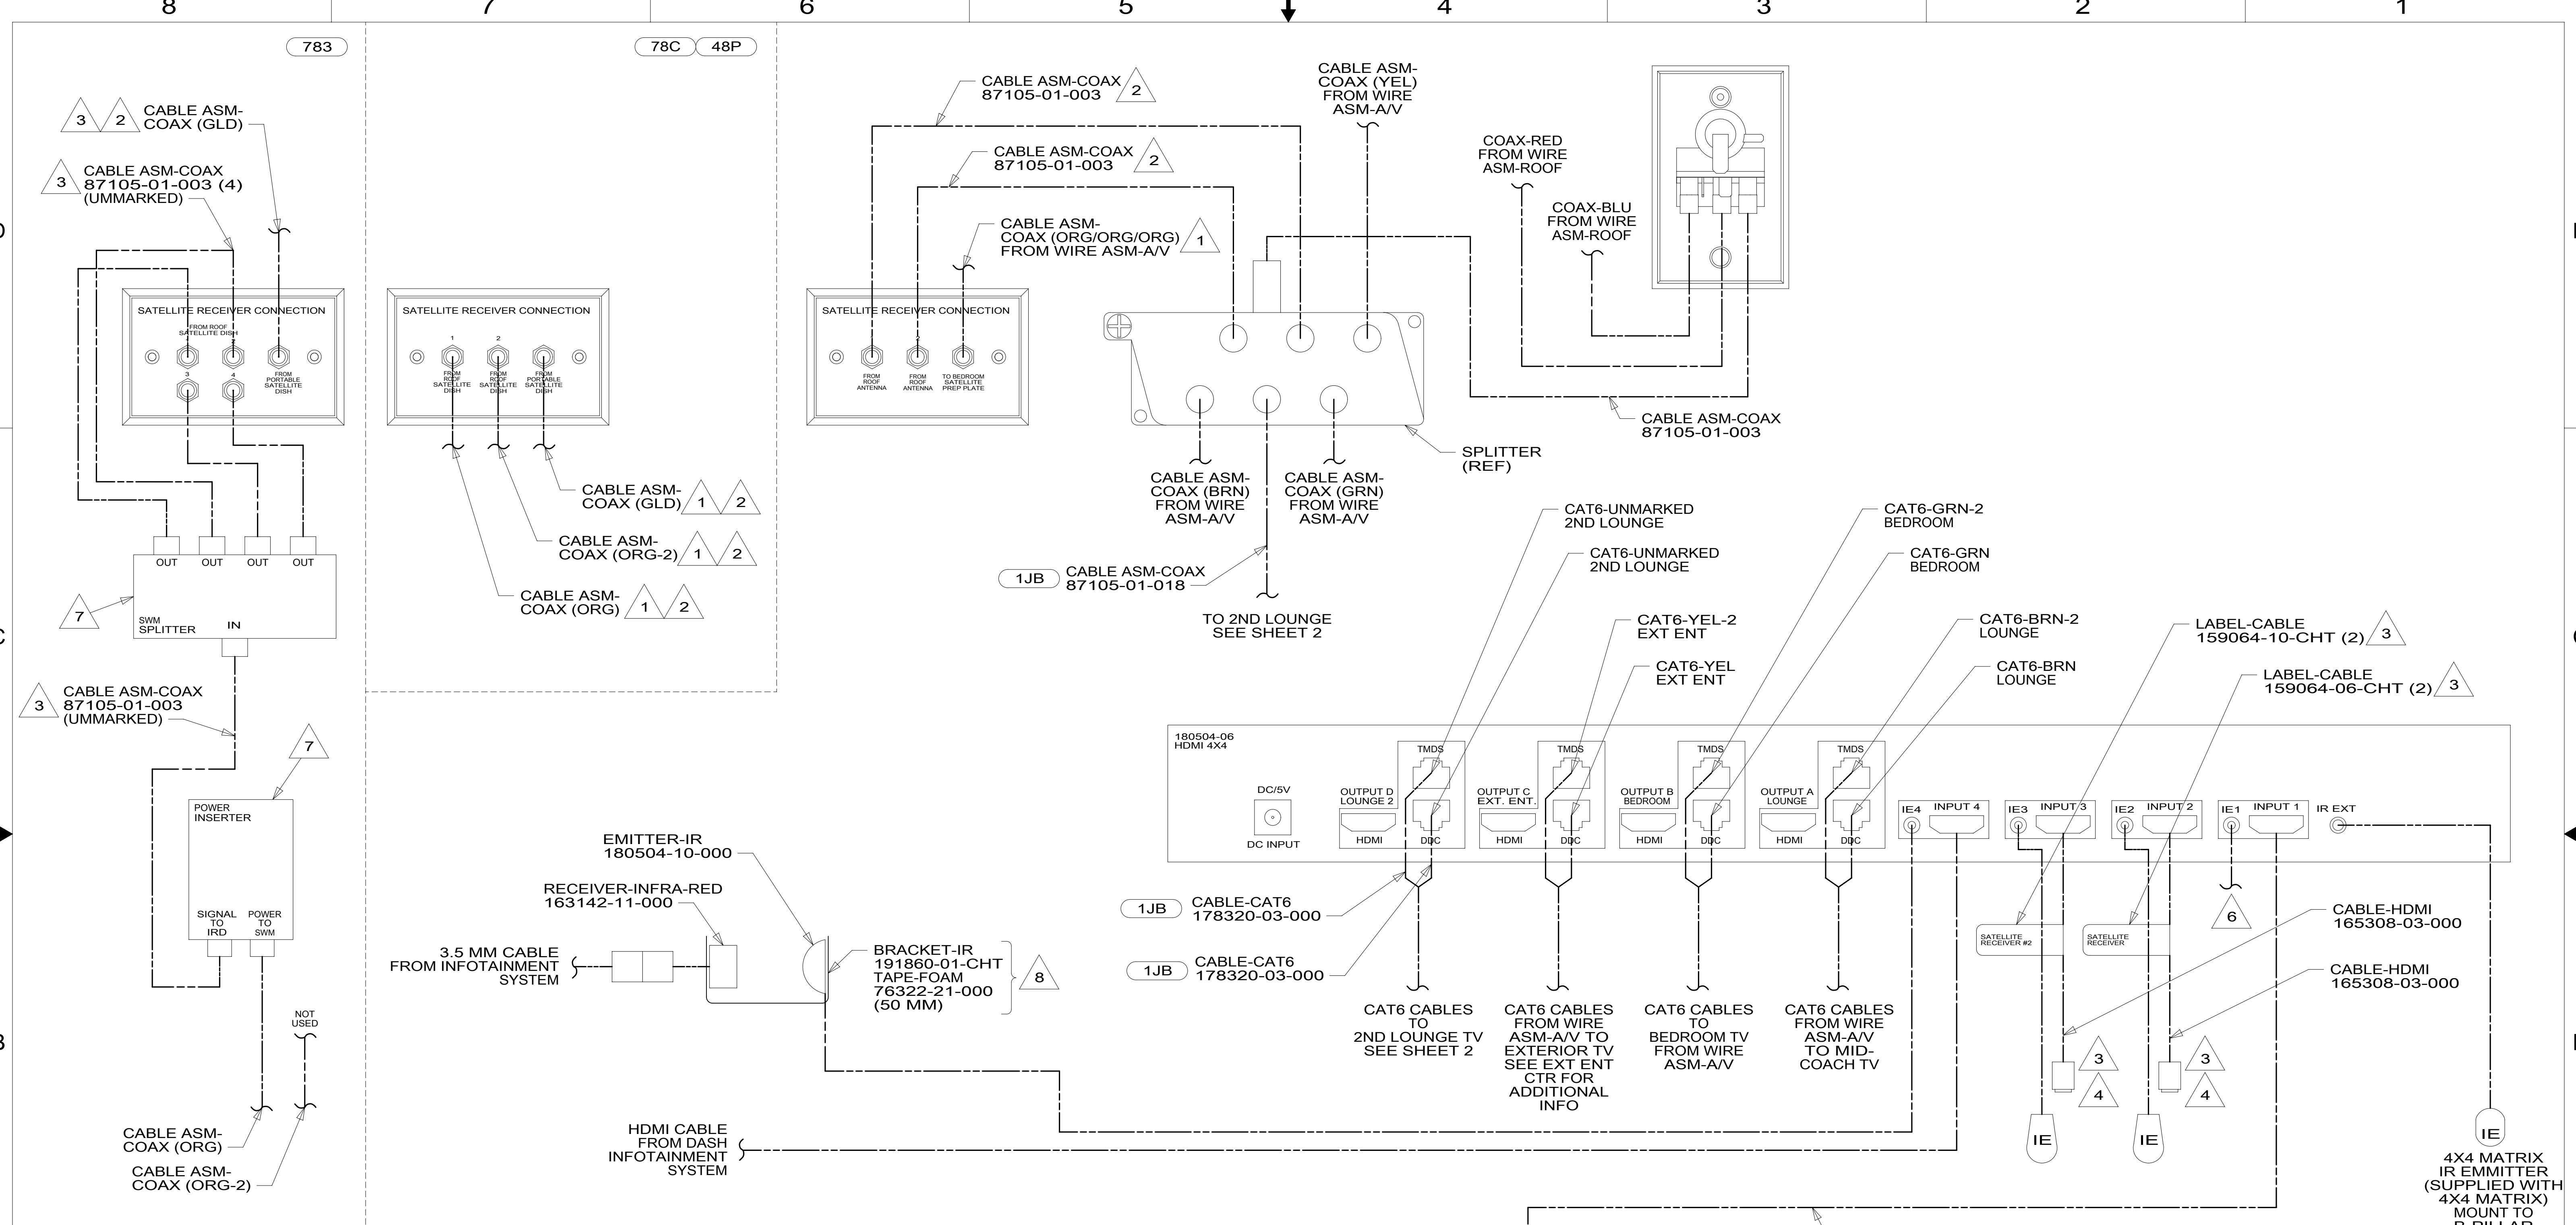 8
7
6
5
4
3
2
1
783
3
2
CABLE ASM-
COAX (GLD)
3
CABLE ASM-COAX
87105-01-003 (4)
(UMMARKED)
SATELLITE RECEIVER CONNECTION
FROM ROOF
SATELLITE DISH
3
4
FROM
PORTABLE
SATELLITE
DISH
OUT
OUT
OUT
OUT
SWM
SPLITTER
IN
7
3
CABLE ASM-COAX
87105-01-003
(UMMARKED)
7
POWER
INSERTER
SIGNAL
TO
IRD
POWER
TO
SWM
NOT
USED
CABLE ASM-
COAX (ORG)
CABLE ASM-
COAX (ORG-2)
78C
48P
SATELLITE RECEIVER CONNECTION
1
2
FROM
ROOF
SATELLITE
DISH
FROM
ROOF
SATELLITE
DISH
FROM
PORTABLE
SATELLITE
DISH
CABLE ASM-
COAX (GLD)
1
2
CABLE ASM-
COAX (ORG-2)
1
2
CABLE ASM-
COAX (ORG)
1
2
CABLE ASM-COAX
87105-01-003
2
CABLE ASM-COAX
87105-01-003
2
CABLE ASM-
COAX (ORG/ORG/ORG)
FROM WIRE ASM-A/V
1
SATELLITE RECEIVER CONNECTION
2
FROM
ROOF
ANTENNA
FROM
ROOF
ANTENNA
TO BEDROOM
SATELLITE
PREP PLATE
CABLE ASM-
COAX (YEL)
FROM WIRE
ASM-A/V
COAX-RED
FROM WIRE
ASM-ROOF
COAX-BLU
FROM WIRE
ASM-ROOF
CABLE ASM-COAX
87105-01-003
SPLITTER
(REF)
CABLE ASM-
COAX (BRN)
FROM WIRE
ASM-A/V
CABLE ASM-
COAX (GRN)
FROM WIRE
ASM-A/V
1JB
CABLE ASM-COAX
87105-01-018
TO 2ND LOUNGE
SEE SHEET 2
CAT6-UNMARKED
2ND LOUNGE
CAT6-UNMARKED
2ND LOUNGE
CAT6-YEL-2
EXT ENT
CAT6-YEL
EXT ENT
CAT6-GRN-2
BEDROOM
CAT6-GRN
BEDROOM
CAT6-BRN-2
LOUNGE
CAT6-BRN
LOUNGE
LABEL-CABLE
159064-10-CHT (2)
3
LABEL-CABLE
159064-06-CHT (2)
3
180504-06
HDMI 4X4
DC/5V
DC INPUT
TMDS
OUTPUT D
LOUNGE 2
HDMI
DDC
TMDS
OUTPUT C
EXT. ENT.
HDMI
DDC
TMDS
OUTPUT B
BEDROOM
HDMI
DDC
TMDS
OUTPUT A
LOUNGE
HDMI
DDC
IE4
INPUT 4
IE3
INPUT 3
IE2
INPUT 2
IE1
INPUT 1
IR EXT
EMITTER-IR
180504-10-000
RECEIVER-INFRA-RED
163142-11-000
3.5 MM CABLE
FROM INFOTAINMENT
SYSTEM
BRACKET-IR
191860-01-CHT
TAPE-FOAM
76322-21-000
(50 MM)
8
1JB
CABLE-CAT6
178320-03-000
1JB
CABLE-CAT6
178320-03-000
CAT6 CABLES
TO
2ND LOUNGE TV
SEE SHEET 2
CAT6 CABLES
FROM WIRE
ASM-A/V TO
EXTERIOR TV
SEE EXT ENT
CTR FOR
ADDITIONAL
INFO
CAT6 CABLES
TO
BEDROOM TV
FROM WIRE
ASM-A/V
CAT6 CABLES
FROM WIRE
ASM-A/V
TO MID-
COACH TV
SATELLITE
RECEIVER #2
SATELLITE
RECEIVER
6
CABLE-HDMI
165308-03-000
CABLE-HDMI
165308-03-000
3
4
3
4
IE
IE
IE
HDMI CABLE
FROM DASH
INFOTAINMENT
SYSTEM
4X4 MATRIX
IR EMMITTER
(SUPPLIED WITH
4X4 MATRIX)
MOUNT TO